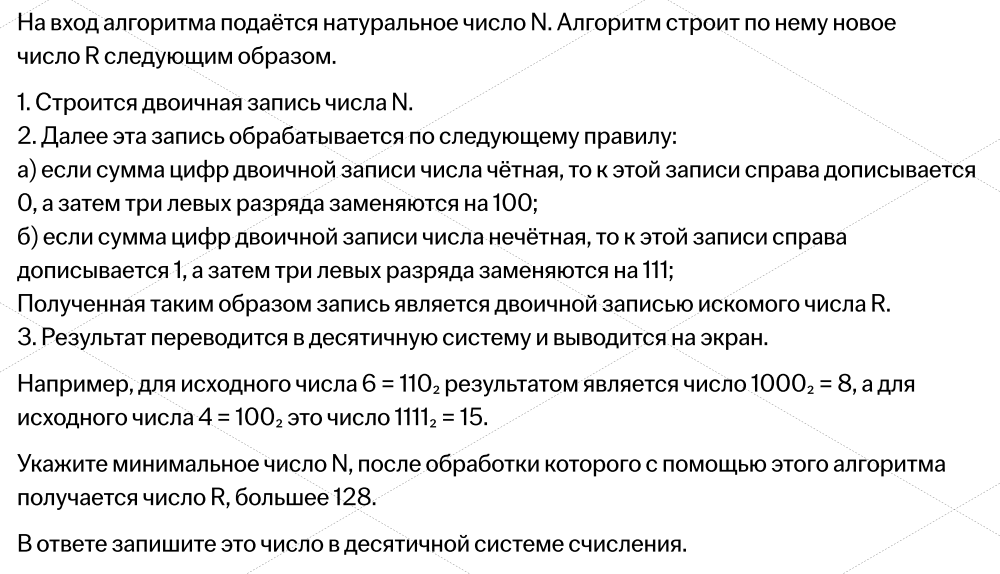 На вход алгоритма подаётся натуральное число N. Алгоритм строит по нему новое
число R следующим образом.
1. Строится двоичная запись числа N.
2. Далее эта запись обрабатывается по следующему правилу:
а) если сумма цифр двоичной записи числа чётная, то к этой записи справа дописывается
0, а затем три левых разряда заменяются на 100;
б) если сумма цифр двоичной записи числа нечётная, то к этой записи справа
дописывается 1, а затем три левых разряда заменяются на 111;
Полученная таким образом запись является двоичной записью искомого числа R.
3. Результат переводится в десятичную систему и выводится на экран.
Например, для исходного числа 6 = 110₂ результатом является число 1000₂ = 8, а для
исходного числа 4 = 100₂ это число 1111₂ = 15.
Укажите минимальное число N, после обработки которого с помощью этого алгоритма
получается число R, большее 128.
В ответе запишите это число в десятичной системе счисления.